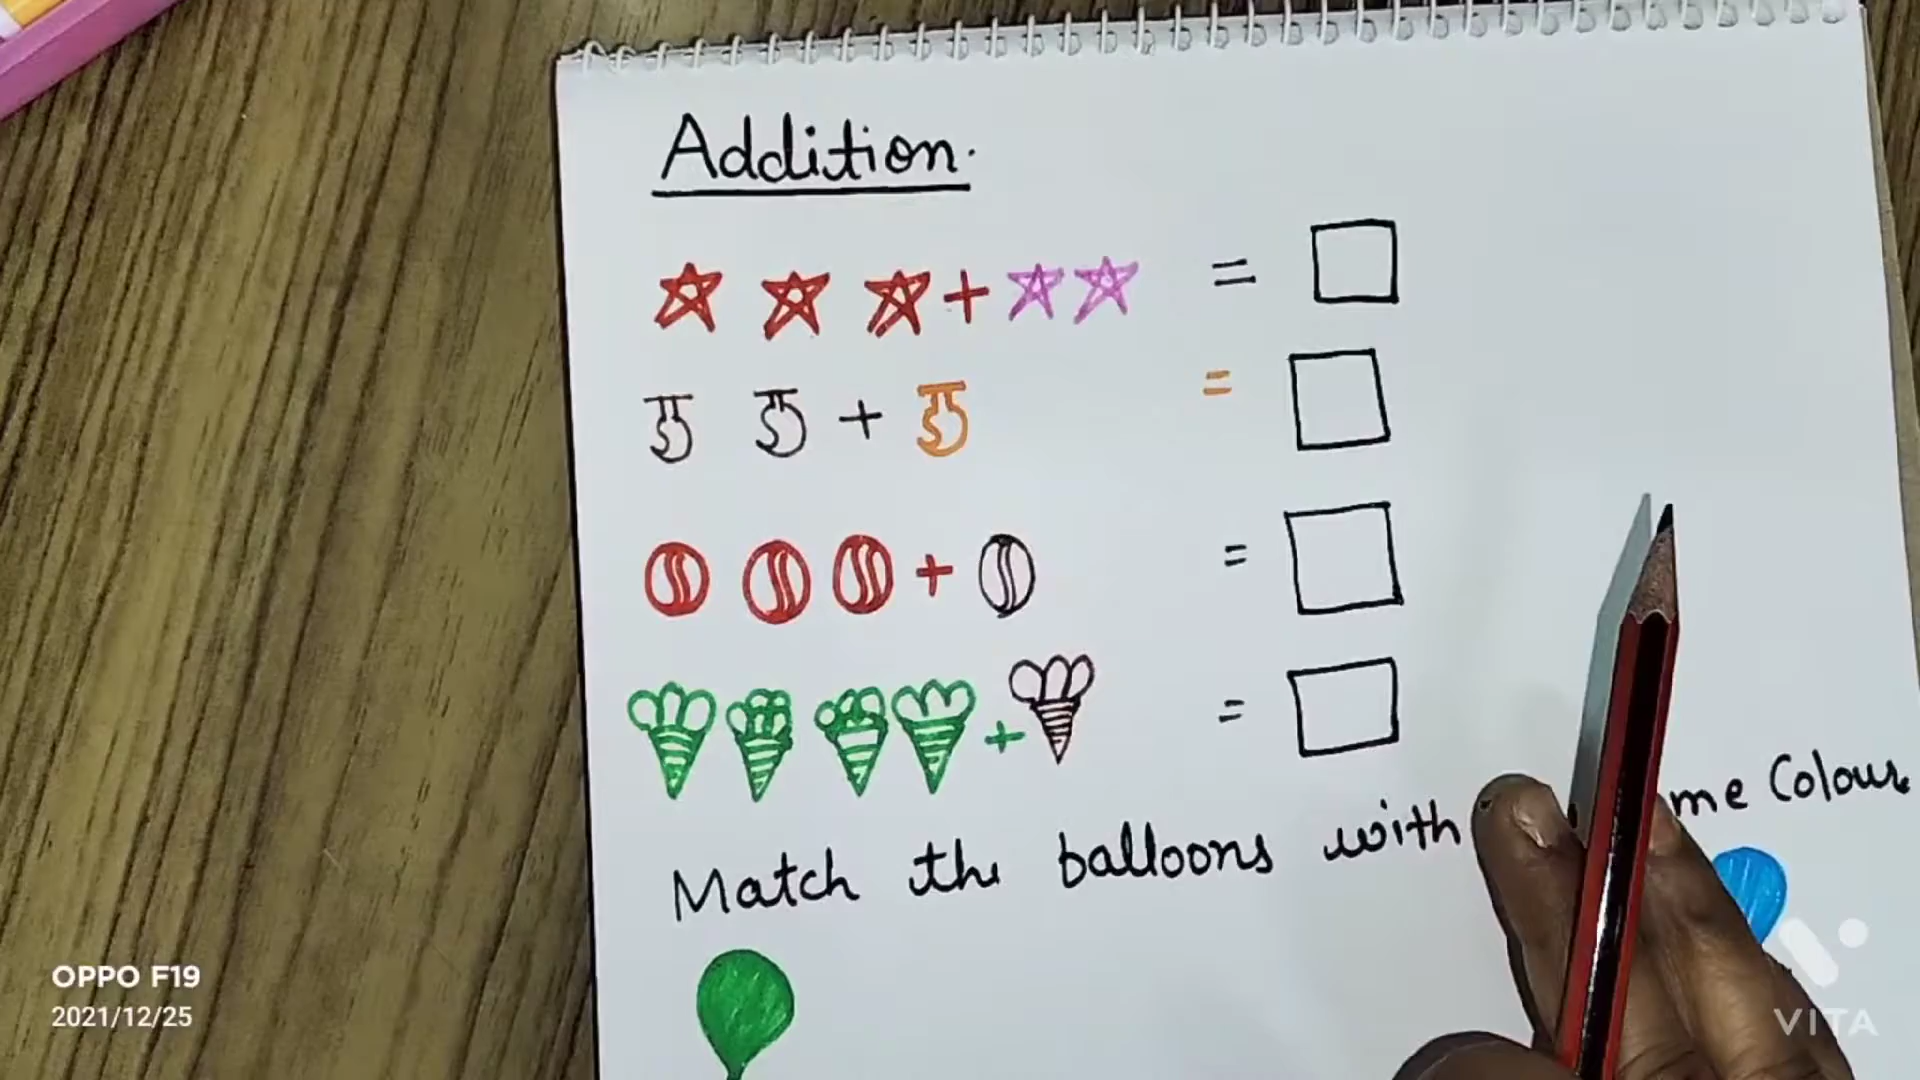 Addition.
+ =
+ =
+ =
+ =
Match the balloons with me Colour
OPPO F19
2021/12/25
VITA